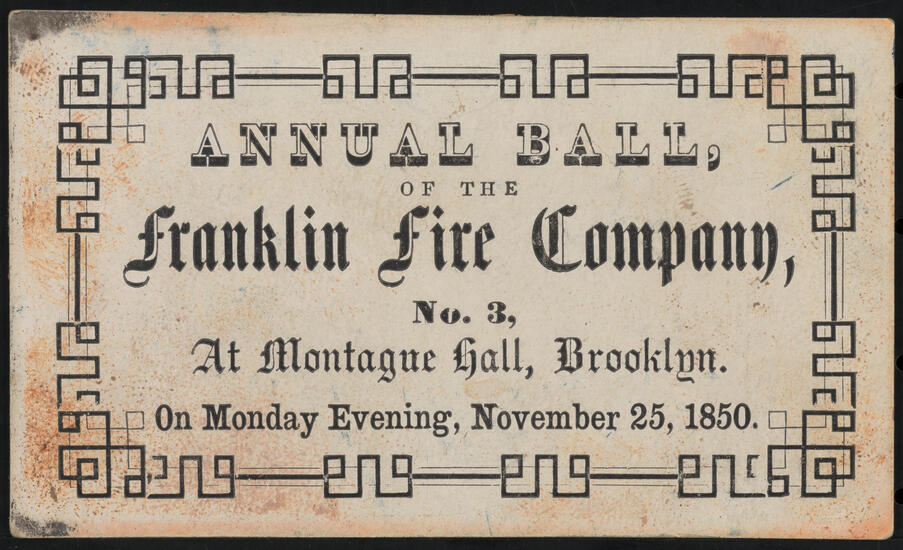 ANNUAL BALL,
OF THE
Franklin Fire Company,
No. 3,
At Montague Hall, Brooklyn.
On Monday Evening, November 25, 1850.